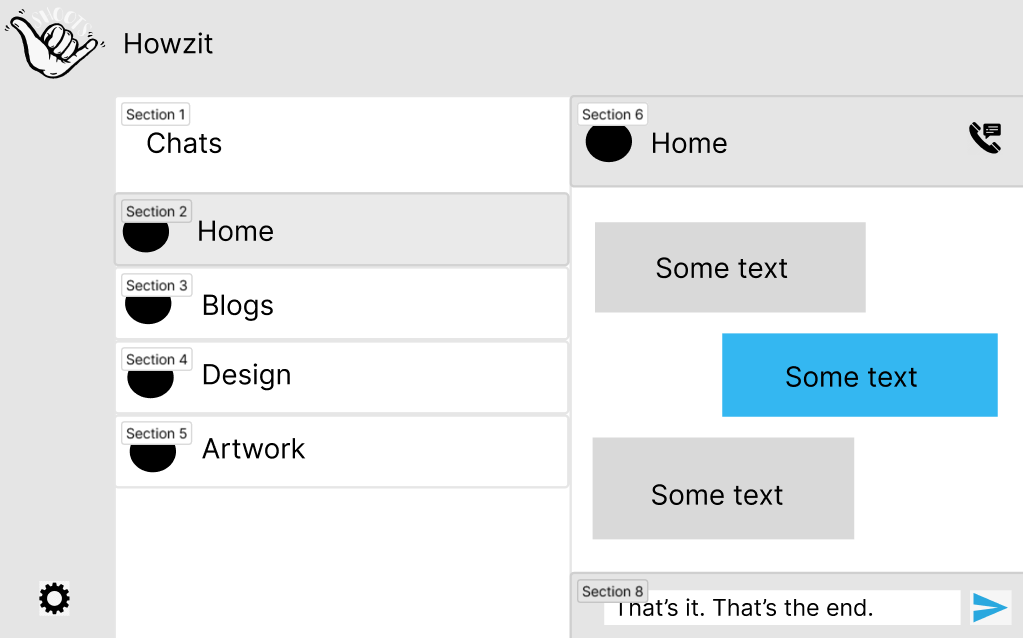 Howzit
Section 1
Chats
Section 2
Home
Section 3
Blogs
Section 4
Design
Section 5
Artwork
Section 6
Home
Some text
Some text
Some text
Section 8
That’s it. That’s the end.